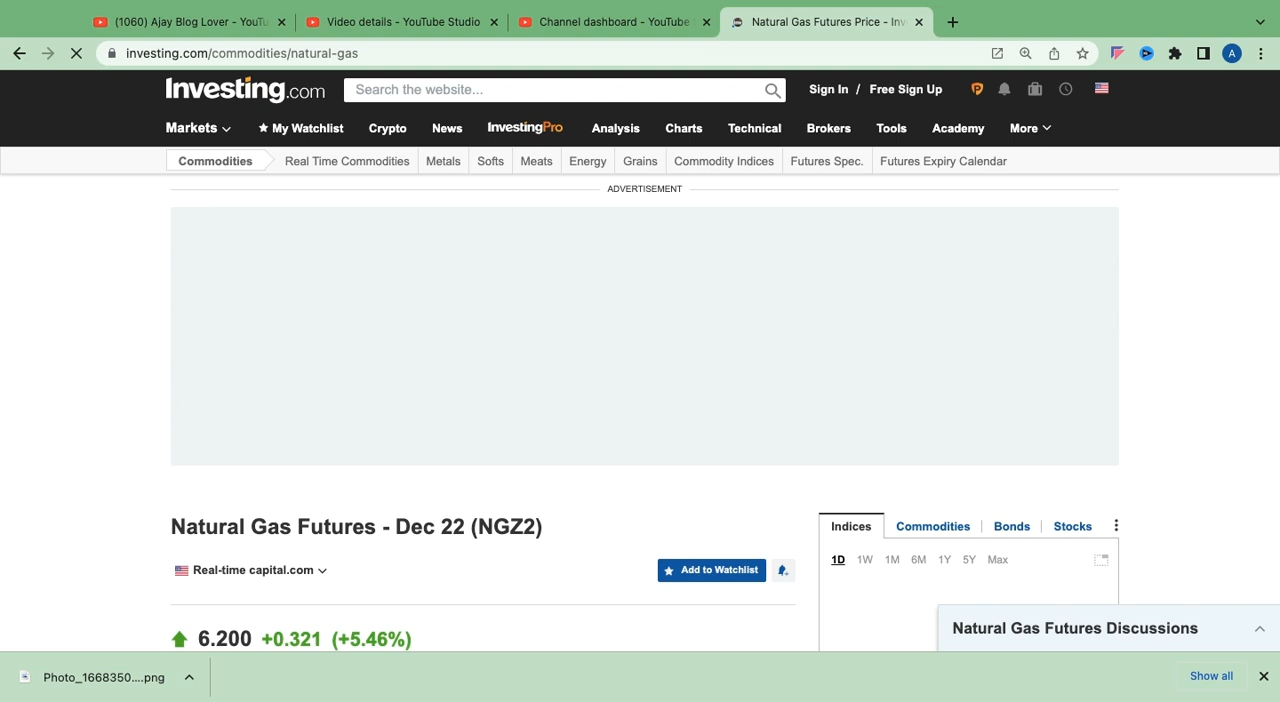 (1060) Ajay Blog Lover - YouTu
Video details - YouTube Studio
Channel dashboard - YouTube
Natural Gas Futures Price - Inv
investing.com/commodities/natural-gas
A
Investing.com
Search the website...
Sign In / Free Sign Up
Markets
My Watchlist
Crypto
News
InvestingPro
Analysis
Charts
Technical
Brokers
Tools
Academy
More
Commodities
Real Time Commodities
Metals
Softs
Meats
Energy
Grains
Commodity Indices
Futures Spec.
Futures Expiry Calendar
ADVERTISEMENT
Natural Gas Futures - Dec 22 (NGZ2)
Real-time capital.com
Add to Watchlist
6.200 +0.321 (+5.46%)
Indices
Commodities
Bonds
Stocks
1D 1W 1M 6M 1Y 5Y Max
Natural Gas Futures Discussions
Photo_1668350....png
Show all